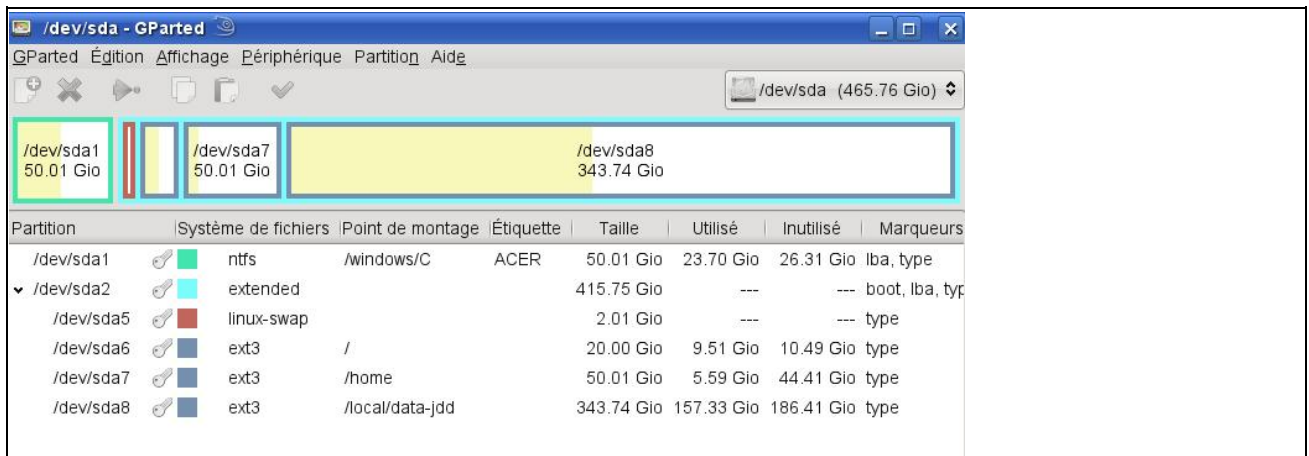 /dev/sda - GParted
GParted Édition Affichage Périphérique Partition Aide
/dev/sda (465.76 Gio)
/dev/sda1 /dev/sda7 /dev/sda8
50.01 Gio 50.01 Gio 343.74 Gio
Partition Système de fichiers Point de montage Étiquette Taille Utilisé Inutilisé Marqueurs
/dev/sda1 ntfs /windows/C ACER 50.01 Gio 23.70 Gio 26.31 Gio lba, type
/dev/sda2 extended 415.75 Gio --- --- boot, lba, typ
/dev/sda5 linux-swap 2.01 Gio --- --- type
/dev/sda6 ext3 / 20.00 Gio 9.51 Gio 10.49 Gio type
/dev/sda7 ext3 /home 50.01 Gio 5.59 Gio 44.41 Gio type
/dev/sda8 ext3 /local/data-jdd 343.74 Gio 157.33 Gio 186.41 Gio type